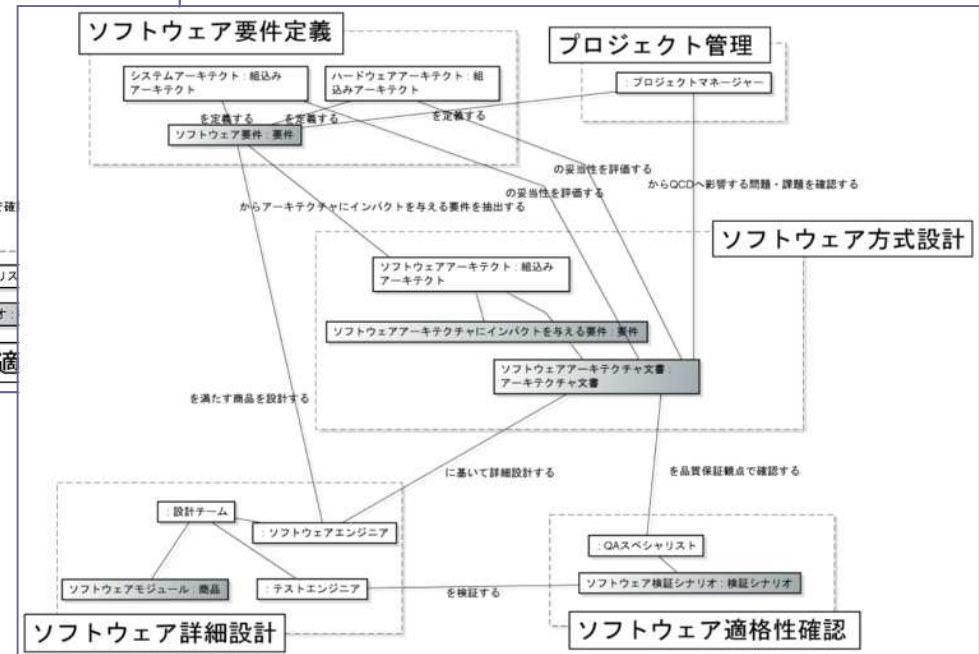 ソフトウェア要件定義
プロジェクト管理
システムアーキテクト : 組込み
アーキテクト
ハードウェアアーキテクト : 組
込みアーキテクト
: プロジェクトマネージャー
を定義する
を定義する
を定義する
ソフトウェア要件 : 要件
の妥当性を評価する
の妥当性を評価する
からQCDへ影響する問題・課題を確認する
からアーキテクチャにインパクトを与える要件を抽出する
ソフトウェア方式設計
ソフトウェアアーキテクト : 組込み
アーキテクト
ソフトウェアアーキテクチャにインパクトを与える要件 : 要件
ソフトウェアアーキテクチャ文書 :
アーキテクチャ文書
を満たす商品を設計する
に基いて詳細設計する
を品質保証観点で確認する
: 設計チーム
: ソフトウェアエンジニア
: QAスペシャリスト
ソフトウェアモジュール : 商品
: テストエンジニア
を検証する
ソフトウェア検証シナリオ : 検証シナリオ
ソフトウェア詳細設計
ソフトウェア適格性確認
リス
適